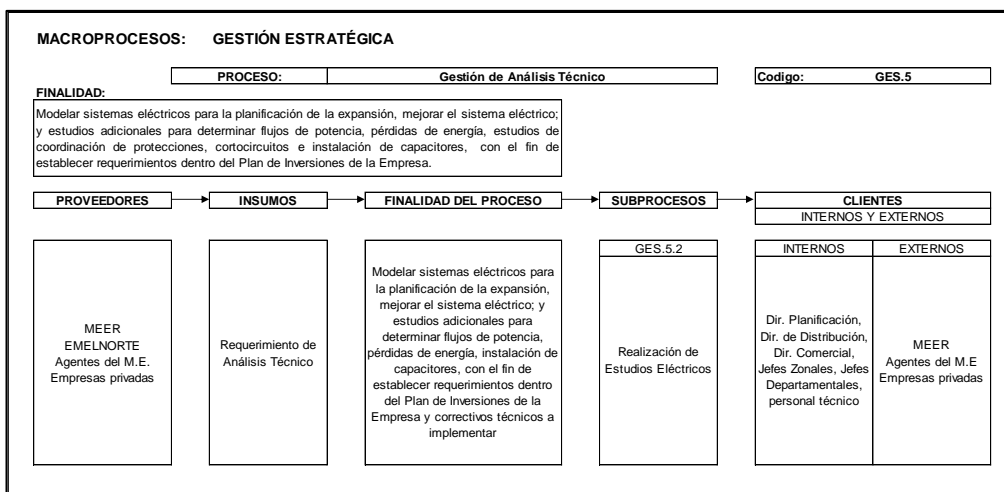 MACROPROCESOS: GESTIÓN ESTRATÉGICA
PROCESO: Gestión de Análisis Técnico Codigo: GES.5
FINALIDAD:
Modelar sistemas eléctricos para la planificación de la expansión, mejorar el sistema eléctrico;
y estudios adicionales para determinar flujos de potencia, pérdidas de energía, estudios de
coordinación de protecciones, cortocircuitos e instalación de capacitores, con el fin de
establecer requerimientos dentro del Plan de Inversiones de la Empresa.
PROVEEDORES INSUMOS FINALIDAD DEL PROCESO SUBPROCESOS CLIENTES
INTERNOS Y EXTERNOS
MEER
EMELNORTE
Agentes del M.E.
Empresas privadas
Requerimiento de
Análisis Técnico
Modelar sistemas eléctricos para
la planificación de la expansión,
mejorar el sistema eléctrico; y
estudios adicionales para
determinar flujos de potencia,
pérdidas de energía, instalación de
capacitores, con el fin de
establecer requerimientos dentro
del Plan de Inversiones de la
Empresa y correctivos técnicos a
implementar
GES.5.2
Realización de
Estudios Eléctricos
INTERNOS
Dir. Planificación,
Dir. de Distribución,
Dir. Comercial,
Jefes Zonales, Jefes
Departamentales,
personal técnico
EXTERNOS
MEER
Agentes del M.E
Empresas privadas